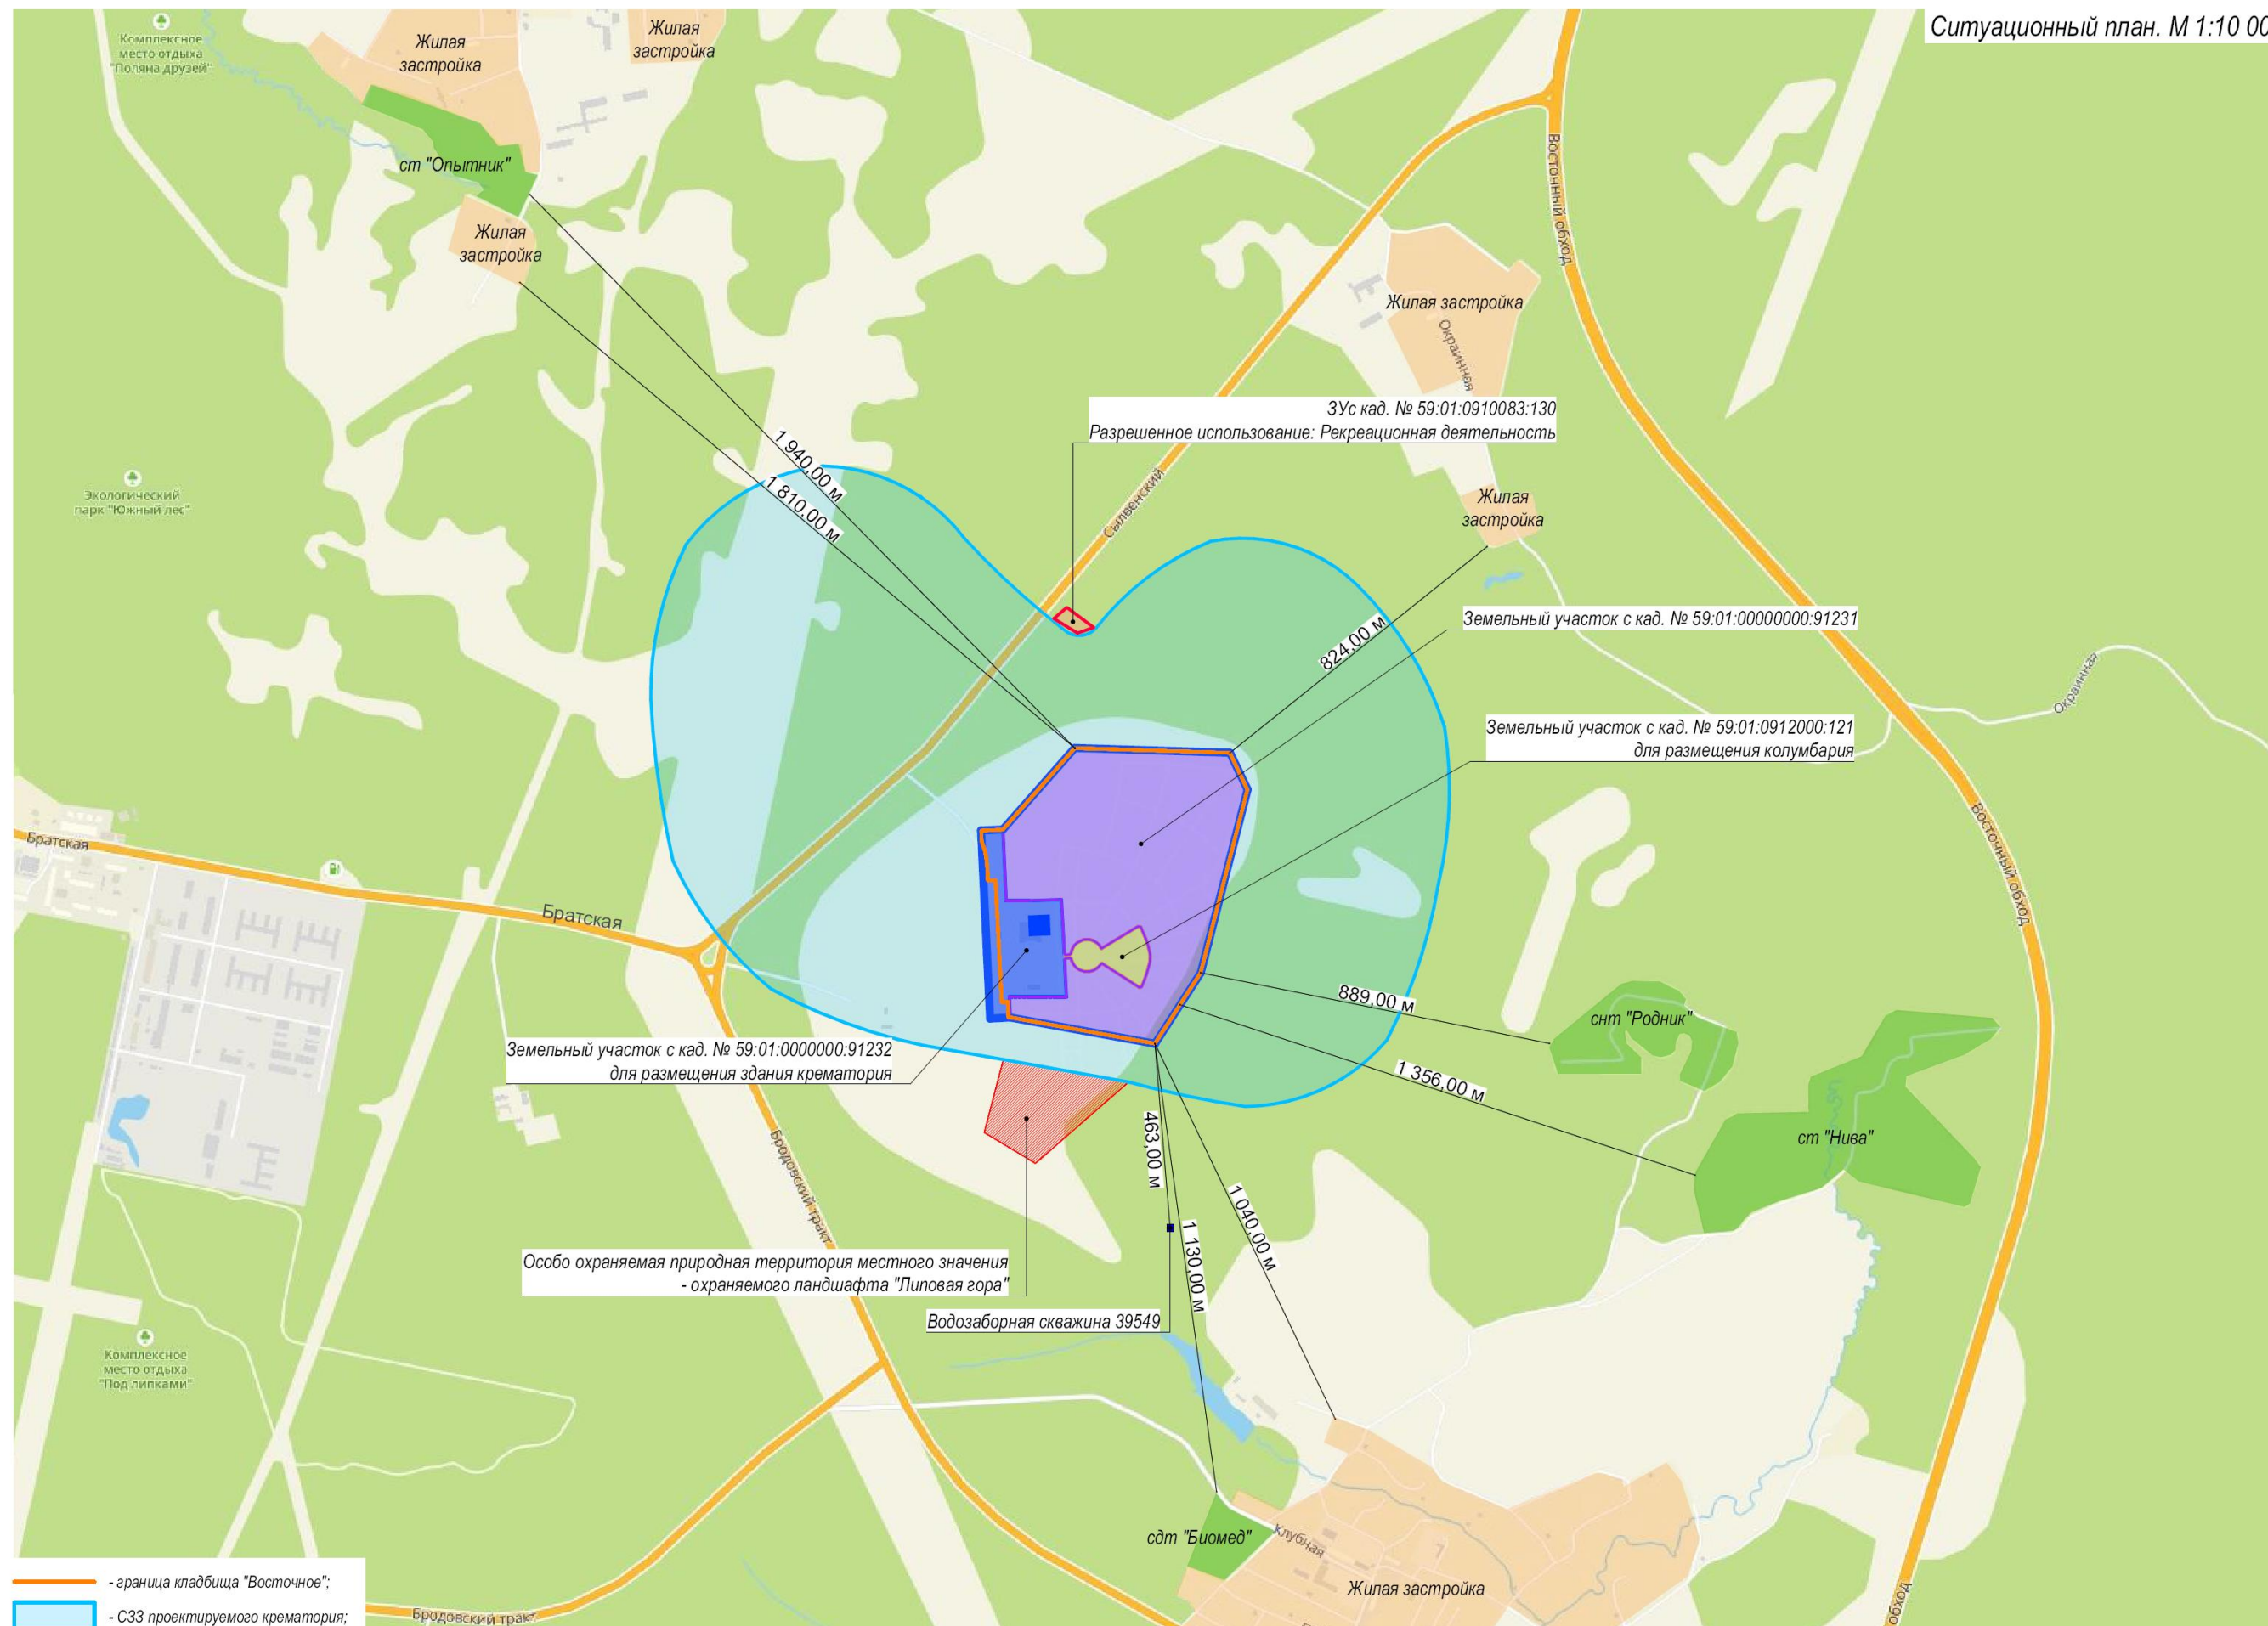 Ситуационный план. М 1:10 00
Комплексное
место отдыха
"Поляна друзей"
Жилая
застройка
Жилая
застройка
ст "Опытник"
Жилая
застройка
Восточный обход
Жилая застройка
Окраинная
ЗУс кад. № 59:01:0910083:130
Разрешенное использование: Рекреационная деятельность
1 940,00 м
1 810,00 м
Экологический
парк "Южный лес"
Сылвенский
Жилая
застройка
824,00 м
Земельный участок с кад. № 59:01:00000000:91231
Окраинная
Земельный участок с кад. № 59:01:0912000:121
для размещения колумбария
Братская
Братская
Восточный обход
889,00 м
снт "Родник"
Земельный участок с кад. № 59:01:0000000:91232
для размещения здания крематория
1 356,00 м
ст "Нива"
463,00 м
Бродовский тракт
1 040,00 м
1 130,00 м
Особо охраняемая природная территория местного значения
- охраняемого ландшафта "Липовая гора"
Водозаборная скважина 39549
Комплексное
место отдыха
"Под липками"
сдт "Биомед"
Клубная
Жилая застройка
- граница кладбища "Восточное";
- СЗЗ проектируемого крематория;
Бродовский тракт
обход